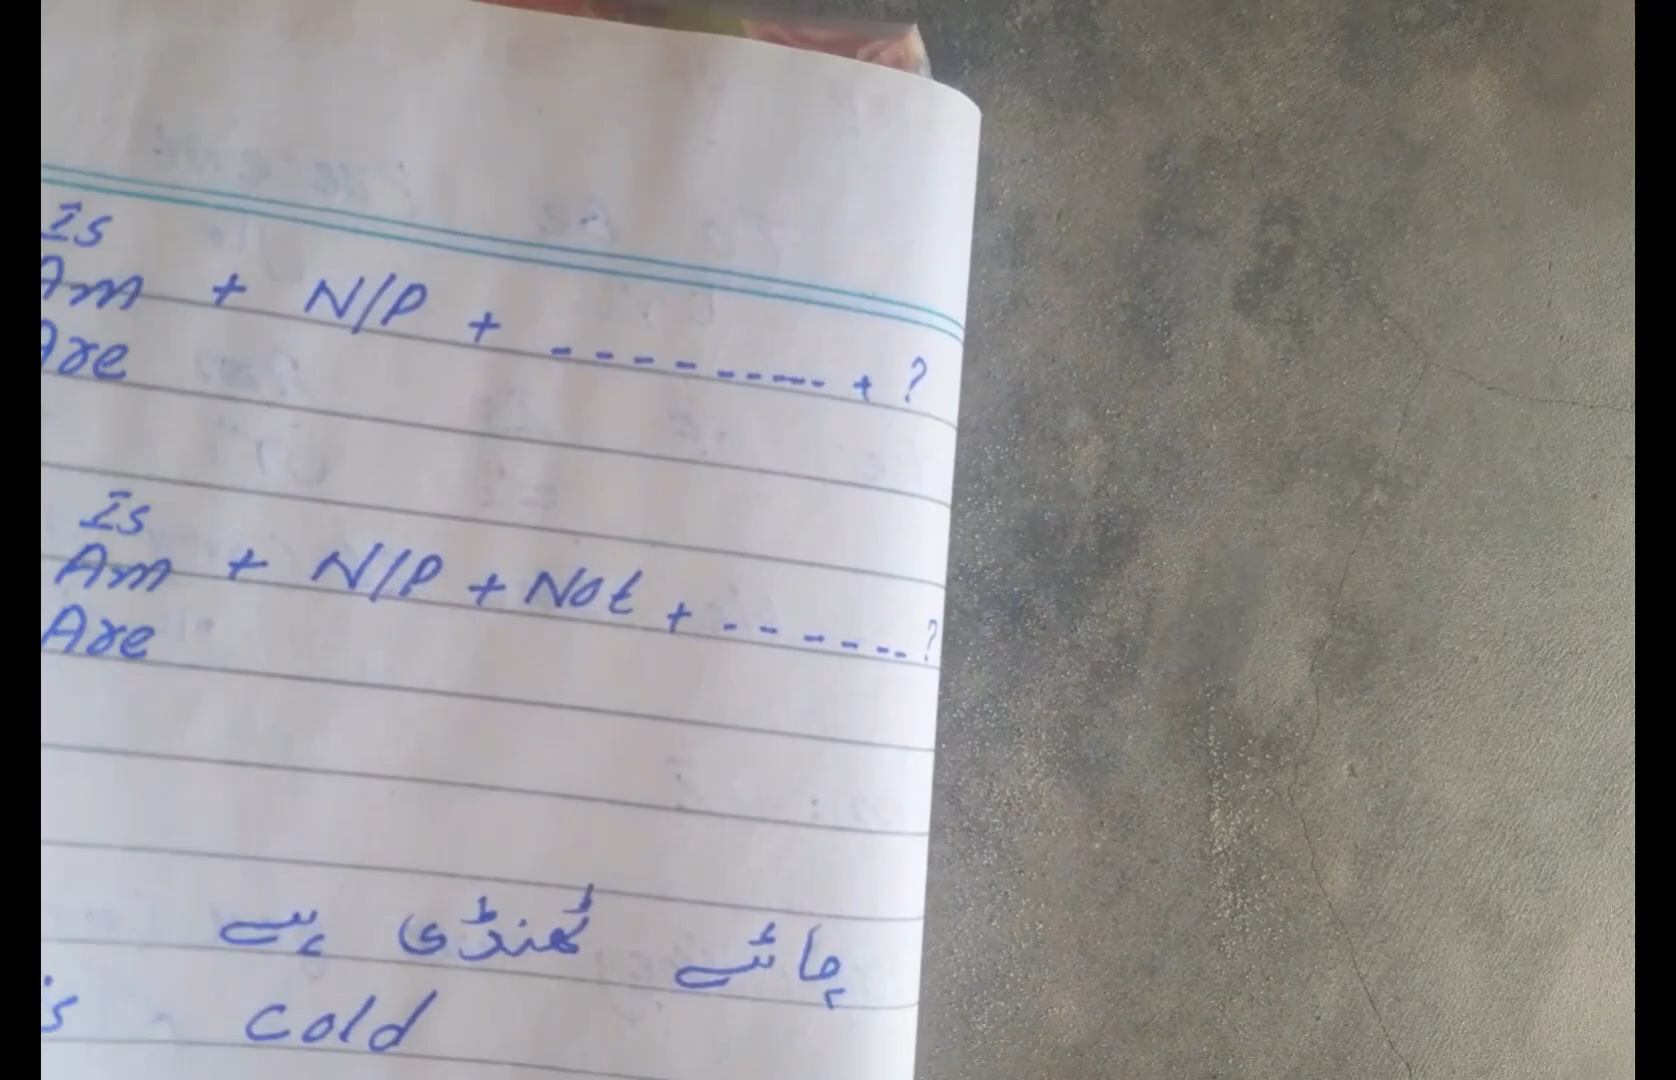 Is
Am + N/P + - - - - - - - - + ?
Are
Is
Am + N/P + Not + - - - - - - ?
Are
چائے ٹھنڈی ہے
is cold